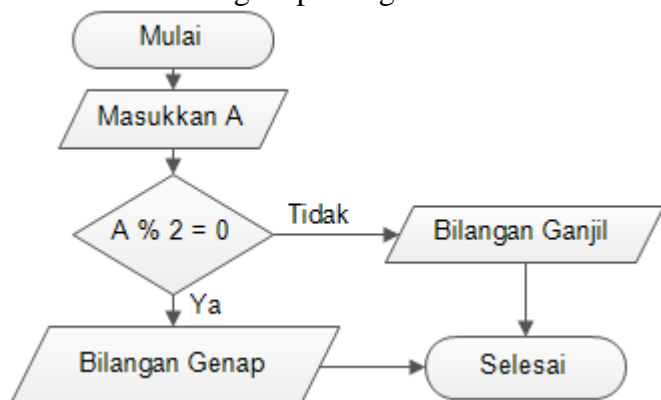 Mulai
Masukkan A
A % 2 = 0
Tidak
Bilangan Ganjil
Ya
Bilangan Genap
Selesai